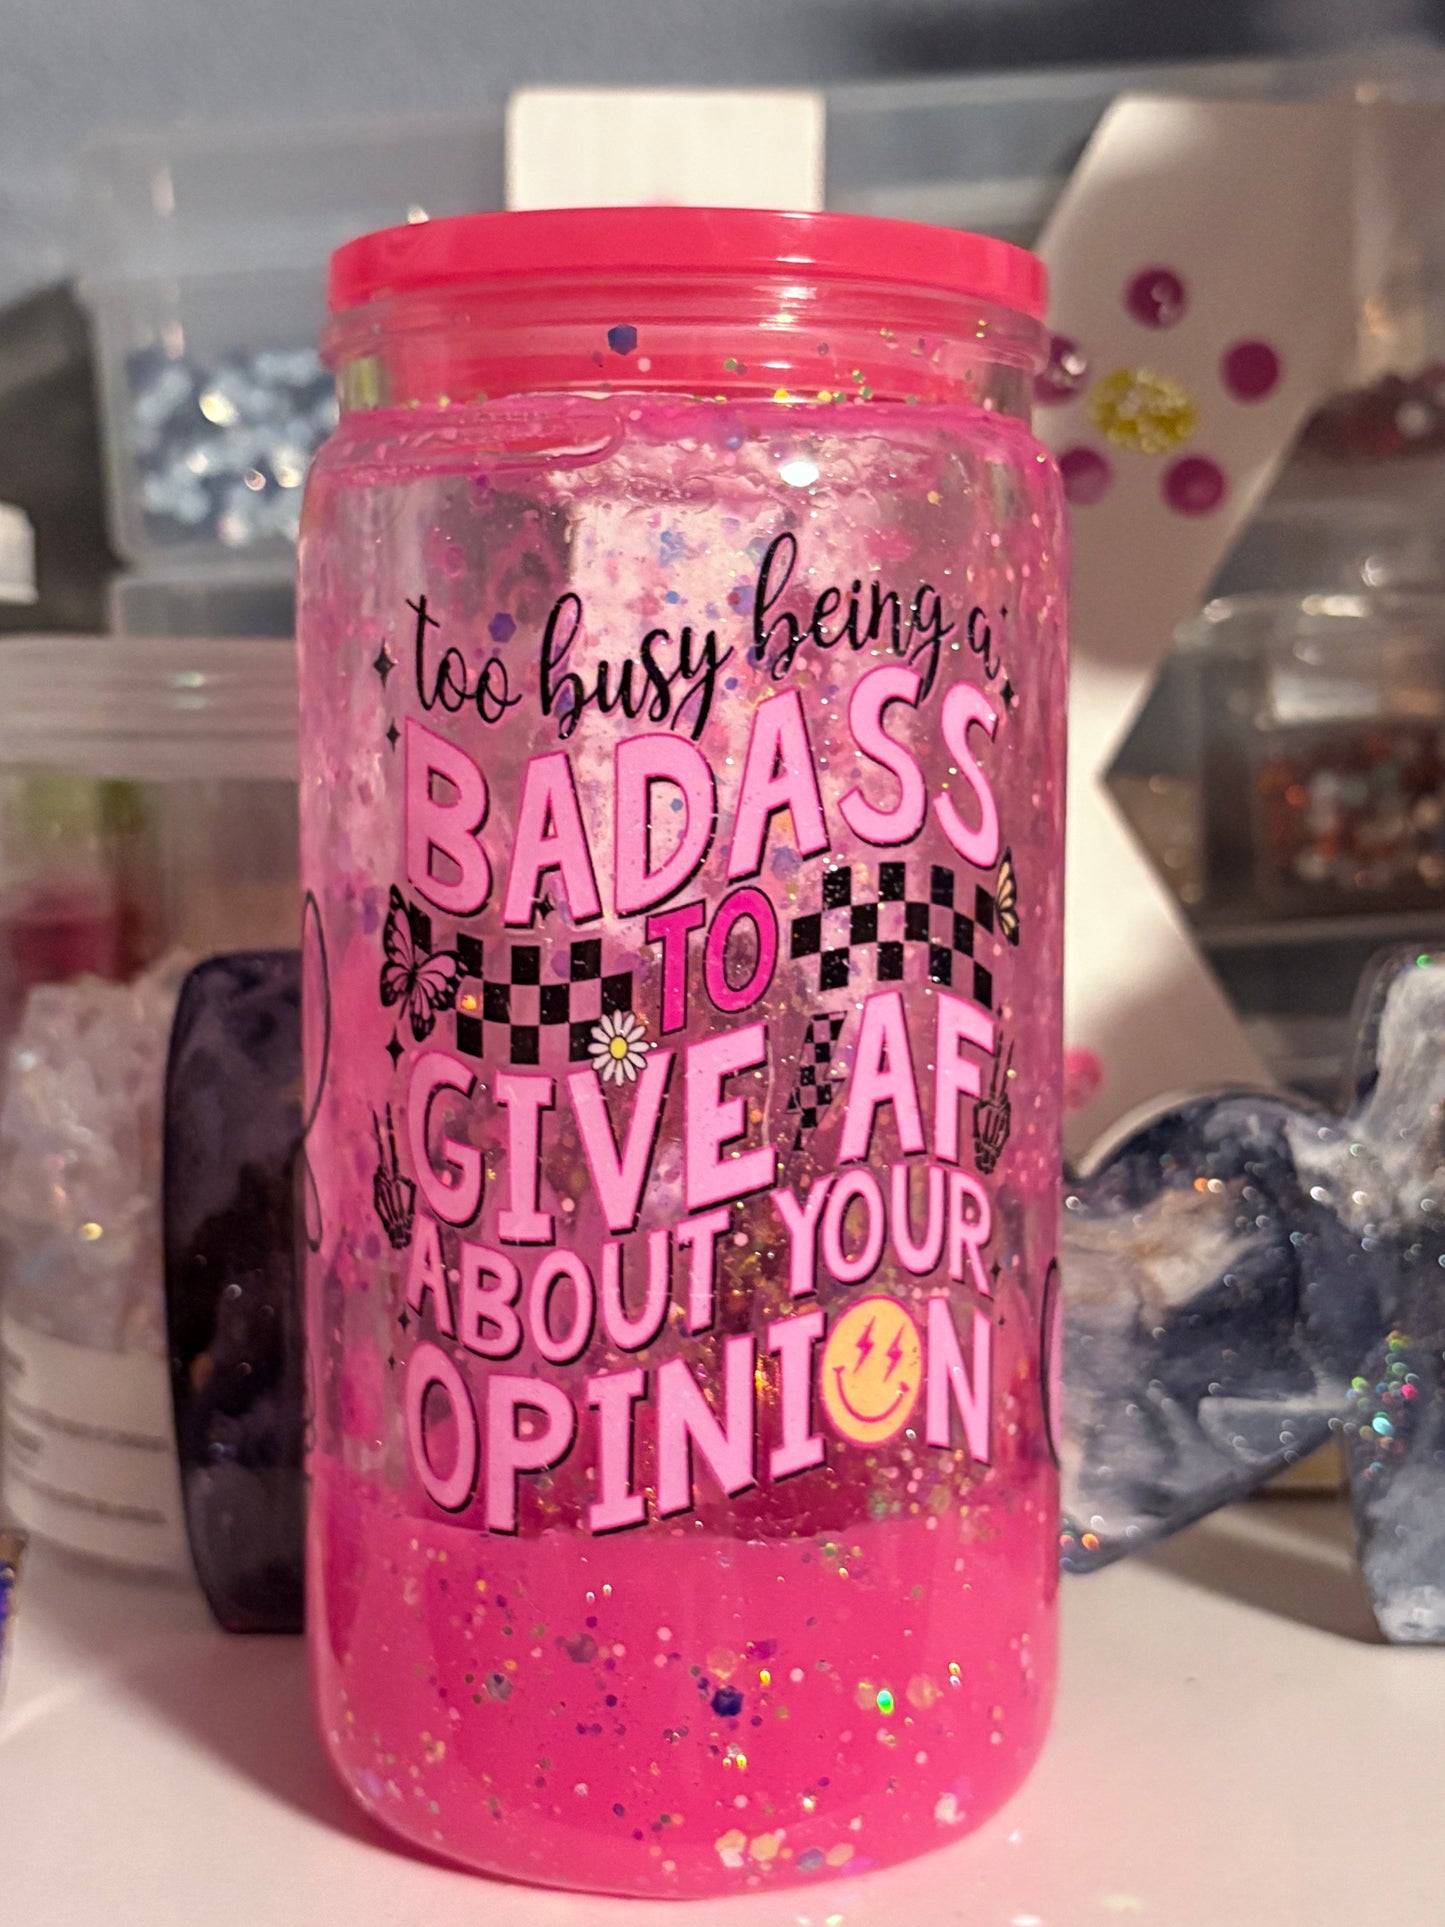 too busy being a
BADASS
TO
GIVE AF
ABOUT YOUR
OPINION